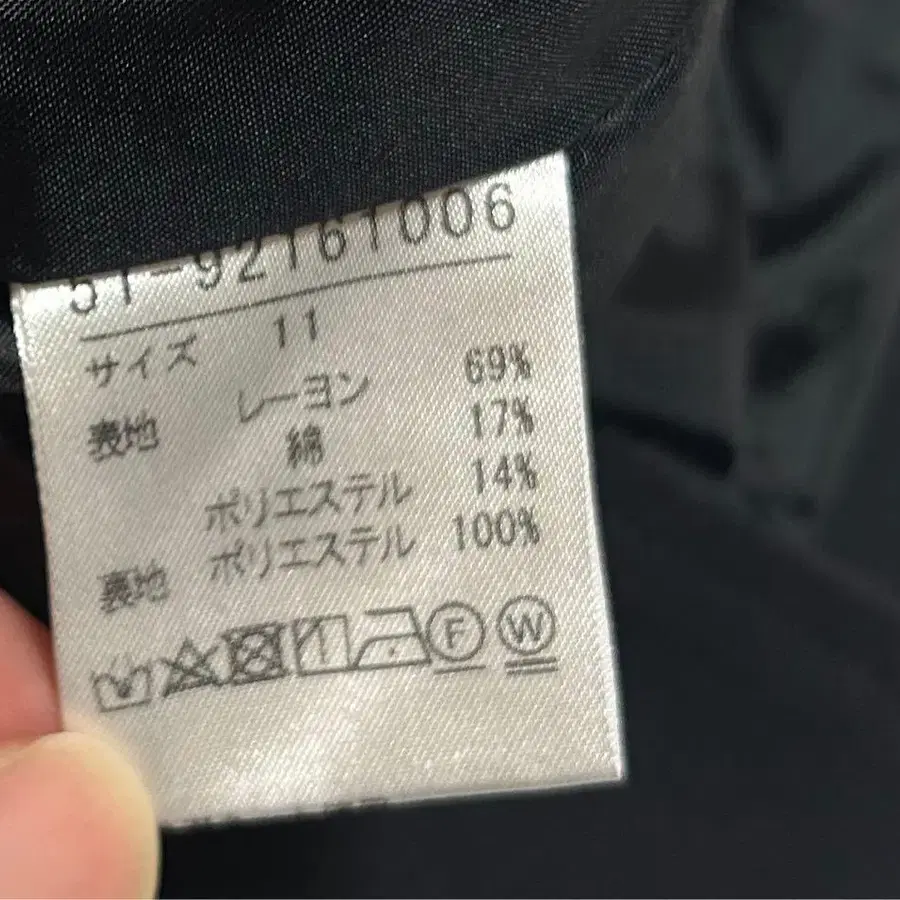 51-92161006
サイズ 11
表地 レーヨン 69%
綿 17%
ポリエステル 14%
裏地 ポリエステル 100%
F W